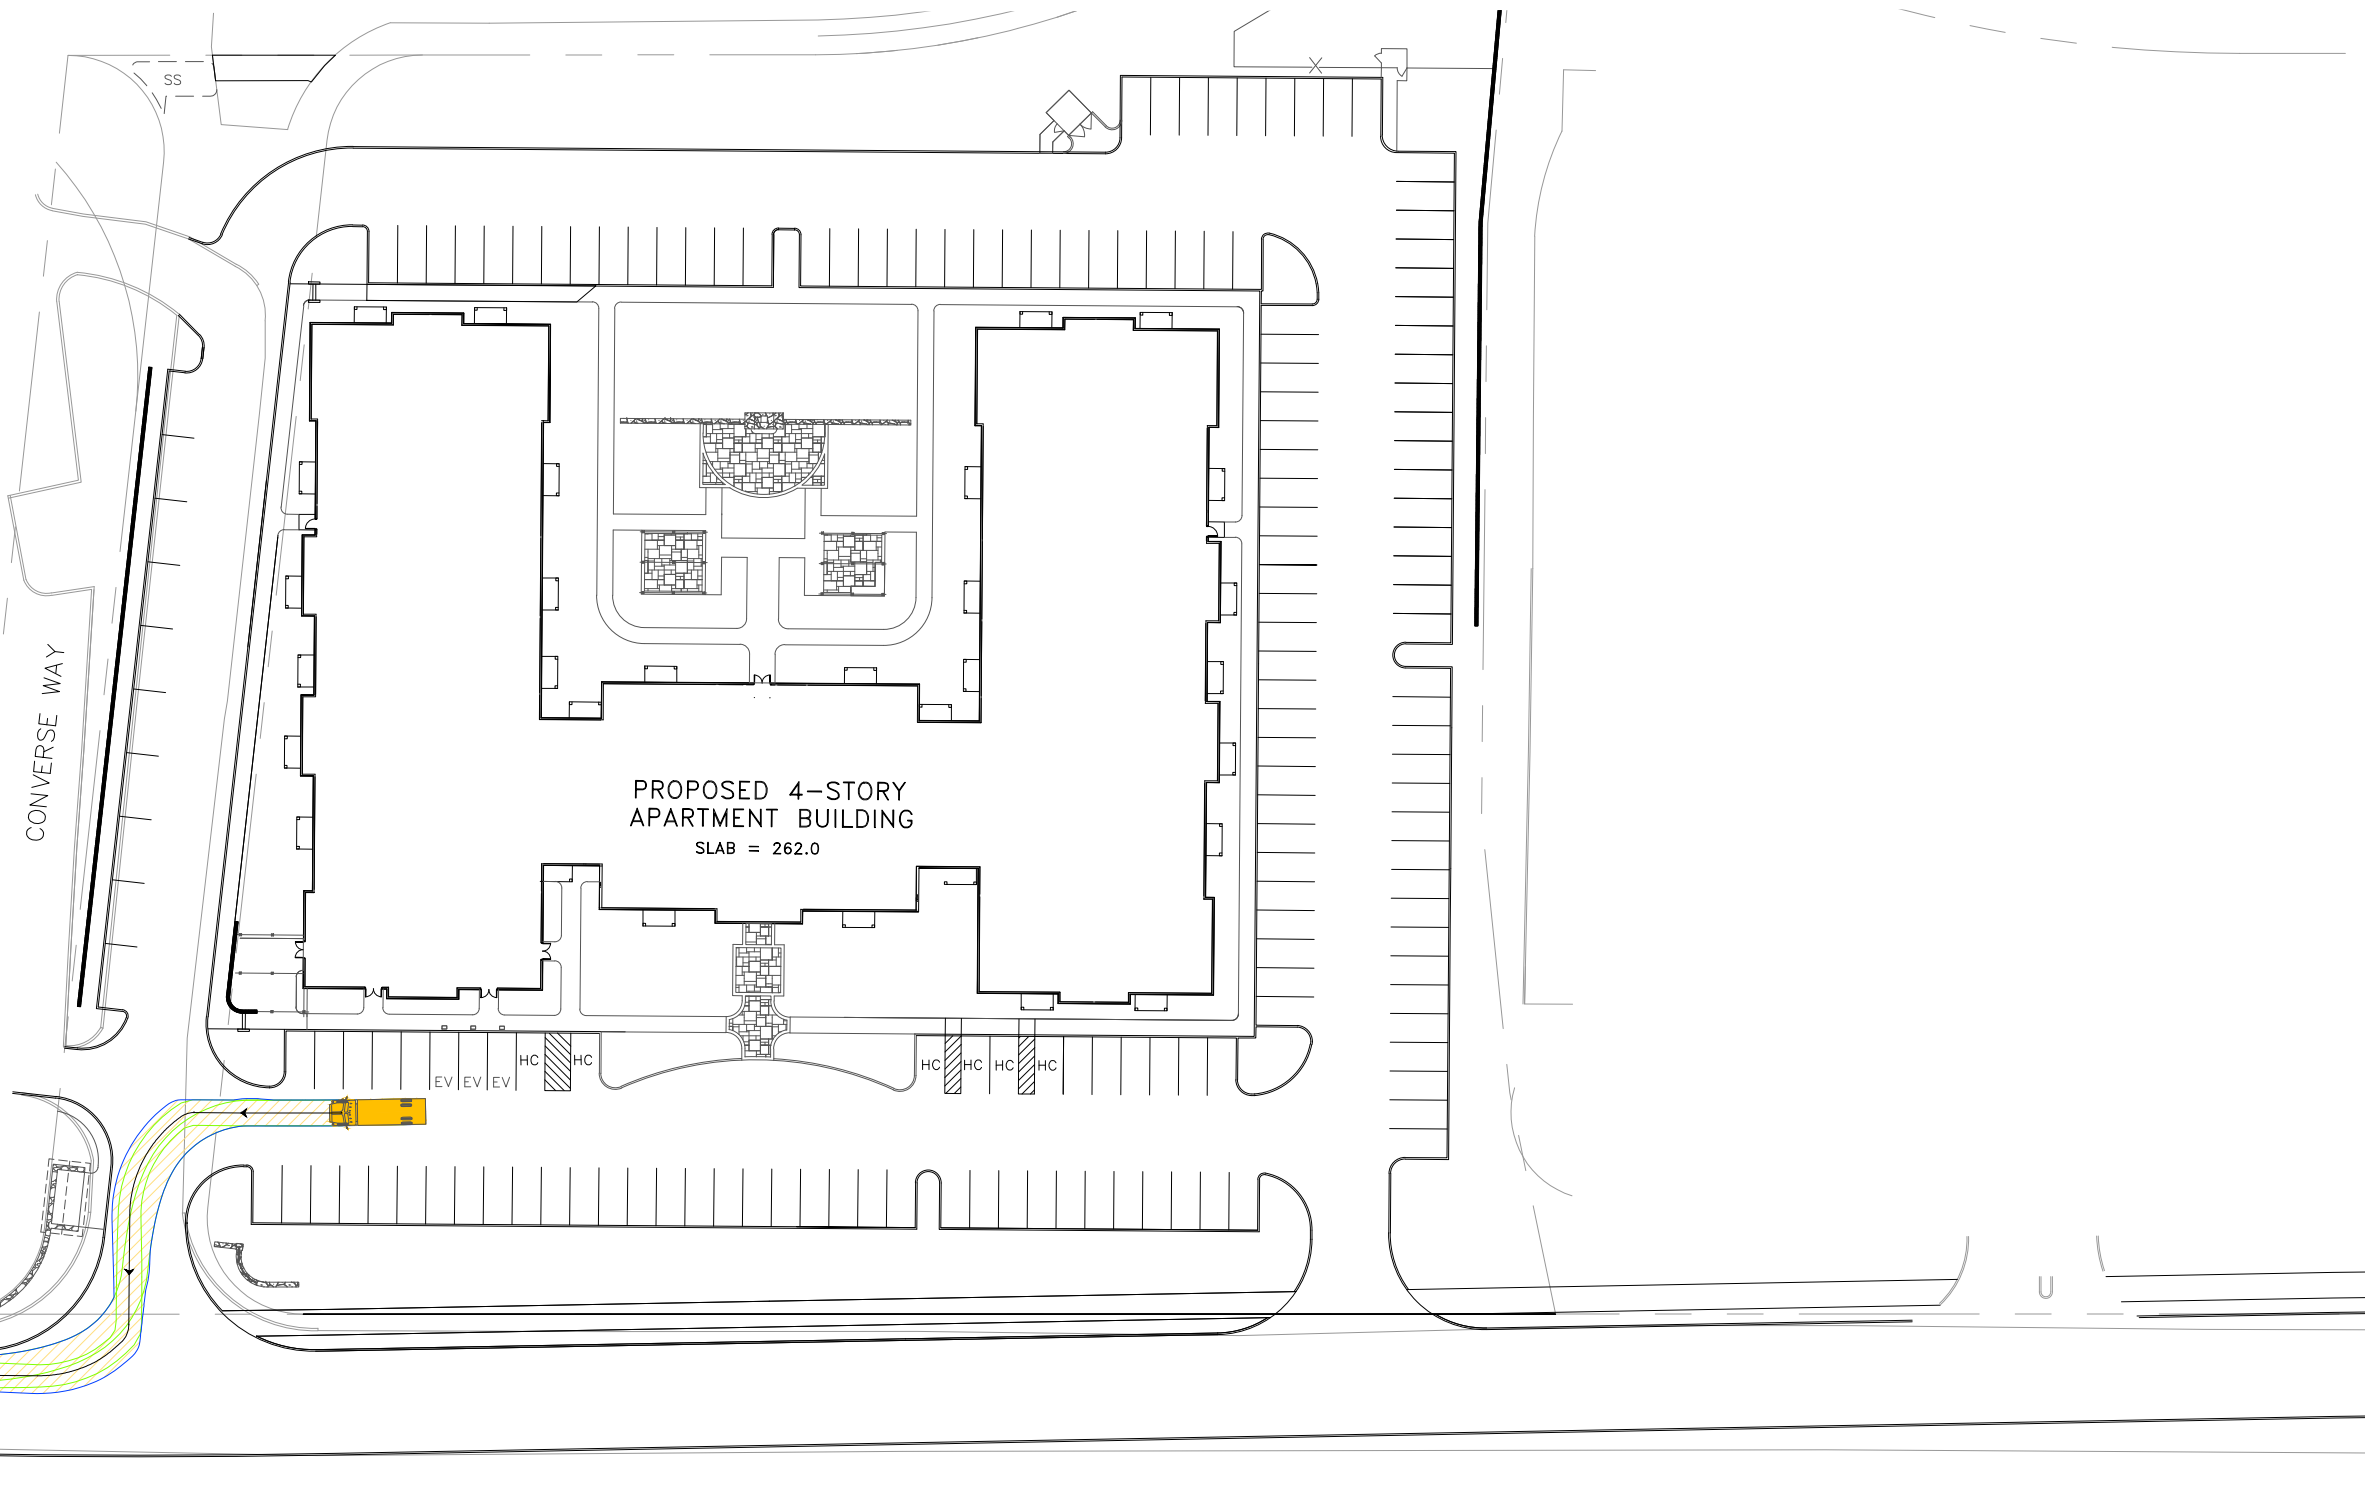 SS
CONVERSE WAY
PROPOSED 4-STORY
APARTMENT BUILDING
SLAB = 262.0
HC HC
EV EV EV
HC HC HC HC